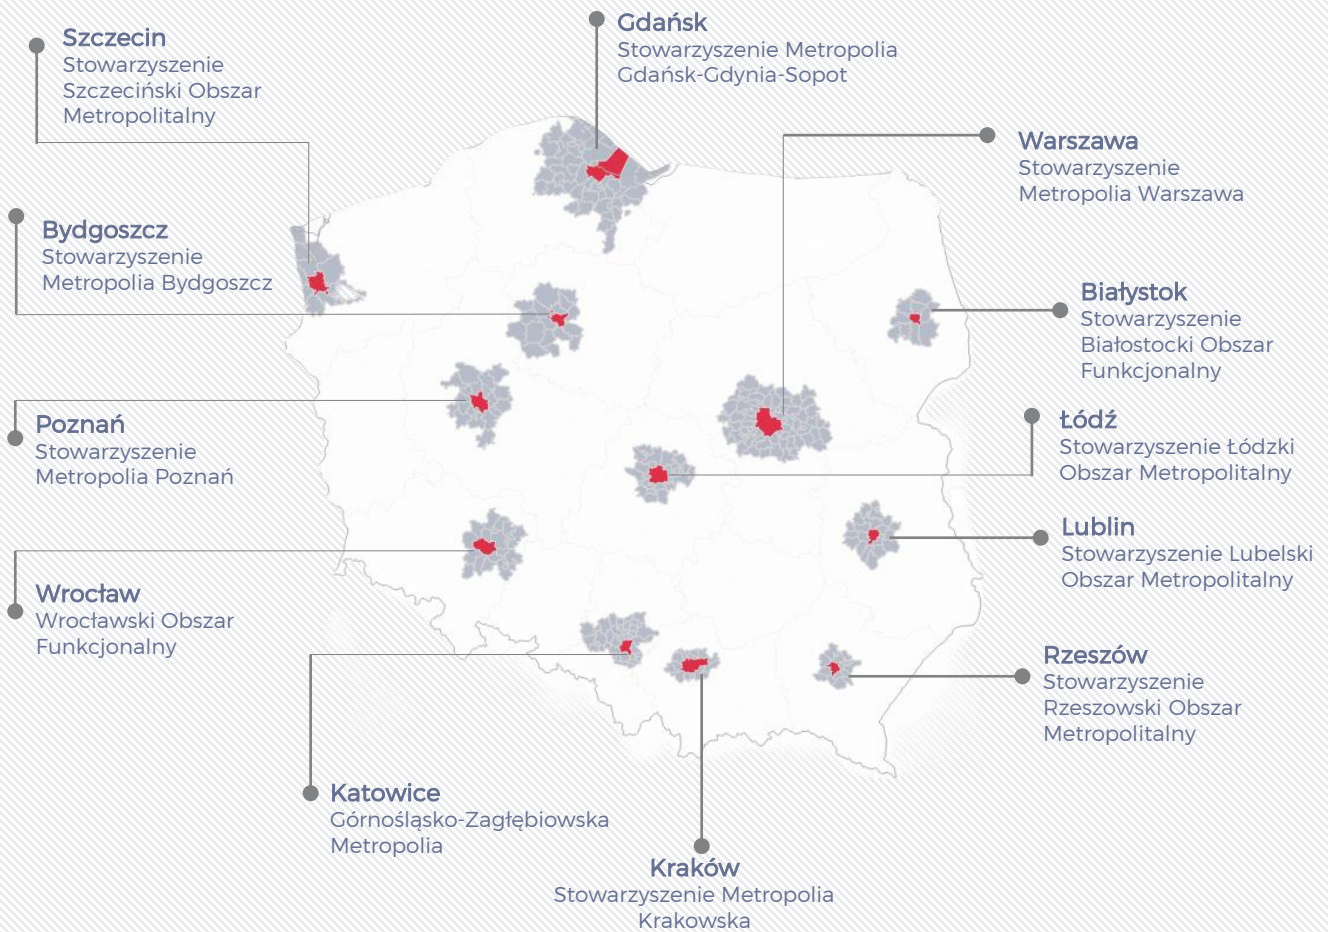 Szczecin
Stowarzyszenie
Szczeciński Obszar
Metropolitalny
Gdańsk
Stowarzyszenie Metropolia
Gdańsk-Gdynia-Sopot
Warszawa
Stowarzyszenie
Metropolia Warszawa
Bydgoszcz
Stowarzyszenie
Metropolia Bydgoszcz
Białystok
Stowarzyszenie
Białostocki Obszar
Funkcjonalny
Poznań
Stowarzyszenie
Metropolia Poznań
Łódź
Stowarzyszenie Łódzki
Obszar Metropolitalny
Lublin
Stowarzyszenie Lubelski
Obszar Metropolitalny
Wrocław
Wrocławski Obszar
Funkcjonalny
Rzeszów
Stowarzyszenie
Rzeszowski Obszar
Metropolitalny
Katowice
Górnośląsko-Zagłębiowska
Metropolia
Kraków
Stowarzyszenie Metropolia
Krakowska